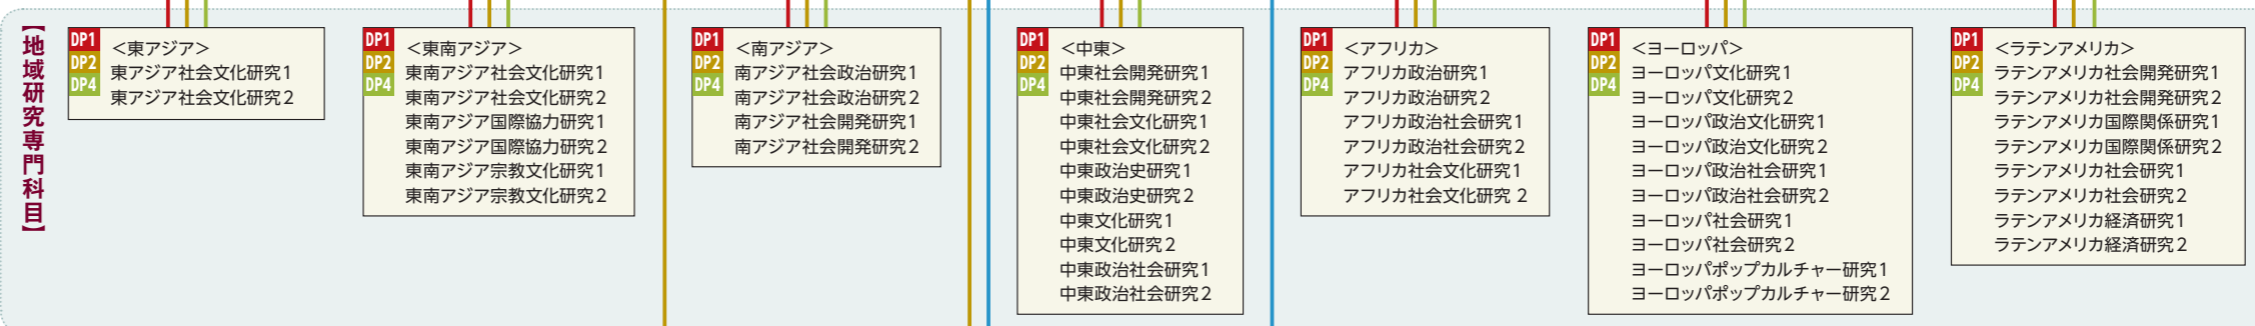 【地域研究専門科目】
DP1
DP2
DP4
＜東アジア＞
東アジア社会文化研究1
東アジア社会文化研究2
DP1
DP2
DP4
＜東南アジア＞
東南アジア社会文化研究1
東南アジア社会文化研究2
東南アジア国際協力研究1
東南アジア国際協力研究2
東南アジア宗教文化研究1
東南アジア宗教文化研究2
DP1
DP2
DP4
＜南アジア＞
南アジア社会政治研究1
南アジア社会政治研究2
南アジア社会開発研究1
南アジア社会開発研究2
DP1
DP2
DP4
＜中東＞
中東社会開発研究1
中東社会開発研究2
中東社会文化研究1
中東社会文化研究2
中東政治史研究1
中東政治史研究2
中東文化研究1
中東文化研究2
中東政治社会研究1
中東政治社会研究2
DP1
DP2
DP4
＜アフリカ＞
アフリカ政治研究1
アフリカ政治研究2
アフリカ政治社会研究1
アフリカ政治社会研究2
アフリカ社会文化研究1
アフリカ社会文化研究 2
DP1
DP2
DP4
＜ヨーロッパ＞
ヨーロッパ文化研究1
ヨーロッパ文化研究2
ヨーロッパ政治文化研究1
ヨーロッパ政治文化研究2
ヨーロッパ政治社会研究1
ヨーロッパ政治社会研究2
ヨーロッパ社会研究1
ヨーロッパ社会研究2
ヨーロッパポップカルチャー研究1
ヨーロッパポップカルチャー研究2
DP1
DP2
DP4
＜ラテンアメリカ＞
ラテンアメリカ社会開発研究1
ラテンアメリカ社会開発研究2
ラテンアメリカ国際関係研究1
ラテンアメリカ国際関係研究2
ラテンアメリカ社会研究1
ラテンアメリカ社会研究2
ラテンアメリカ経済研究1
ラテンアメリカ経済研究2